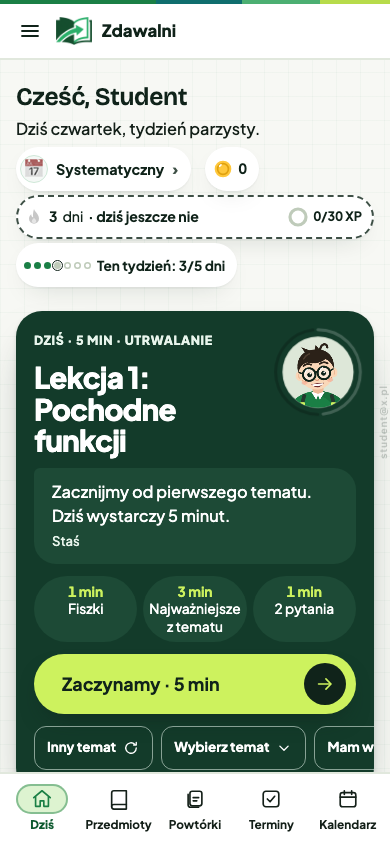 Zdawalni
Cześć, Student
Dziś czwartek, tydzień parzysty.
17 Systematyczny ›
0
3 dni · dziś jeszcze nie
0/30 XP
Ten tydzień: 3/5 dni
DZIŚ · 5 MIN · UTRWALANIE
Lekcja 1:
Pochodne
funkcji
Zacznijmy od pierwszego tematu.
Dziś wystarczy 5 minut.
Staś
1 min
Fiszki
3 min
Najważniejsze
z tematu
1 min
2 pytania
Zaczynamy · 5 min
Inny temat
Wybierz temat
Mam w
student@x.pl
Dziś
Przedmioty
Powtórki
Terminy
Kalendarz